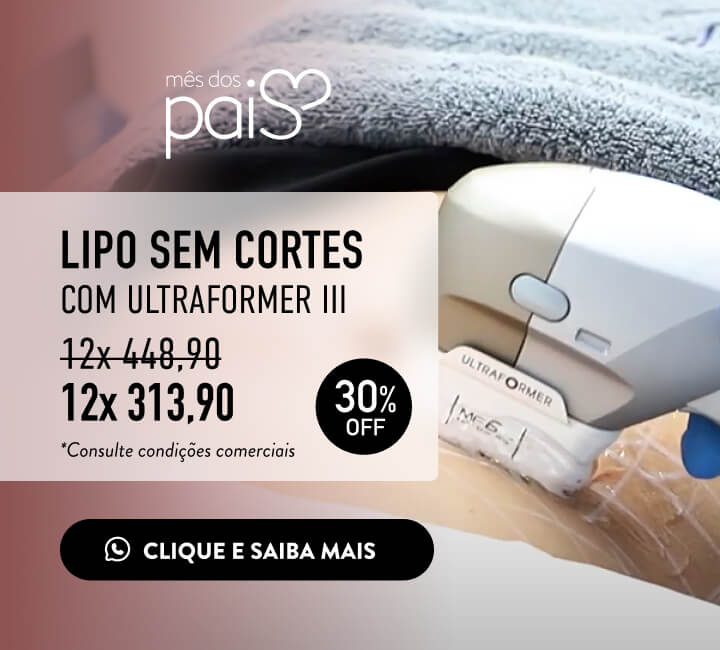 mês dos
pais
LIPO SEM CORTES
COM ULTRAFORMER III
12x 448,90
12x 313,90
30%
OFF
*Consulte condições comerciais
CLIQUE E SAIBA MAIS
ULTRAFORMER
MF6